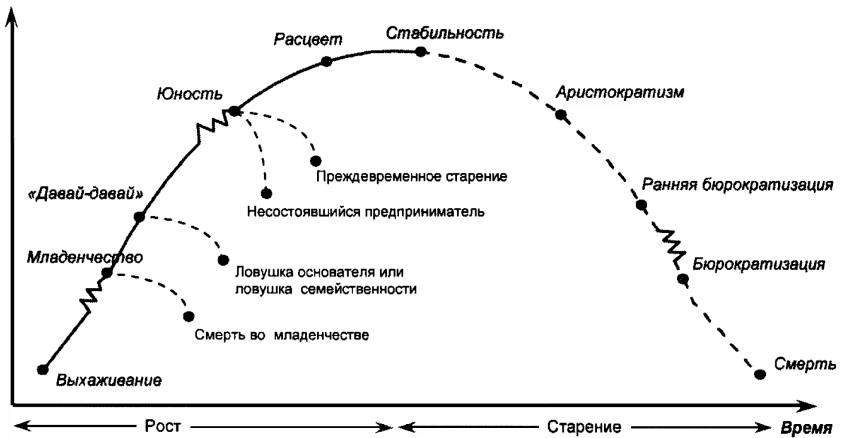 Стабильность
Расцвет
Юность
Аристократизм
Преждевременное старение
Ранняя бюрократизация
«Давай-давай»
Несостоявшийся предприниматель
Младенчество
Ловушка основателя или
ловушка семейственности
Бюрократизация
Смерть во младенчестве
Смерть
Выхаживание
Рост
Старение
Время